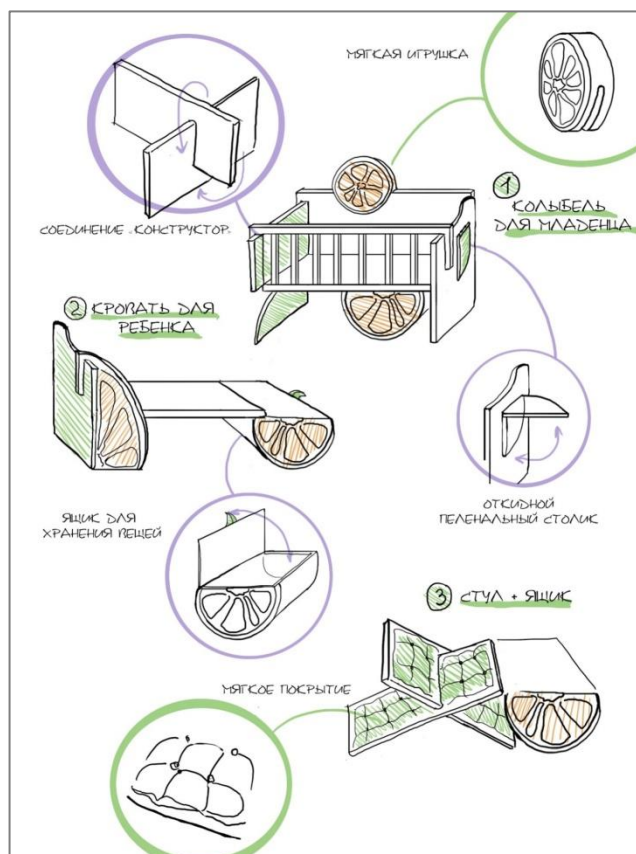 МЯГКАЯ ИГРУШКА
СОЕДИНЕНИЕ "КОНСТРУКТОР"
1
КОЛЫБЕЛЬ
ДЛЯ МЛАДЕНЦА
2 КРОВАТЬ ДЛЯ
РЕБЕНКА
ЯЩИК ДЛЯ
ХРАНЕНИЯ ВЕЩЕЙ
ОТКИДНОЙ
ПЕЛЕНАЛЬНЫЙ СТОЛИК
3 СТУЛ + ЯЩИК
МЯГКОЕ ПОКРЫТИЕ